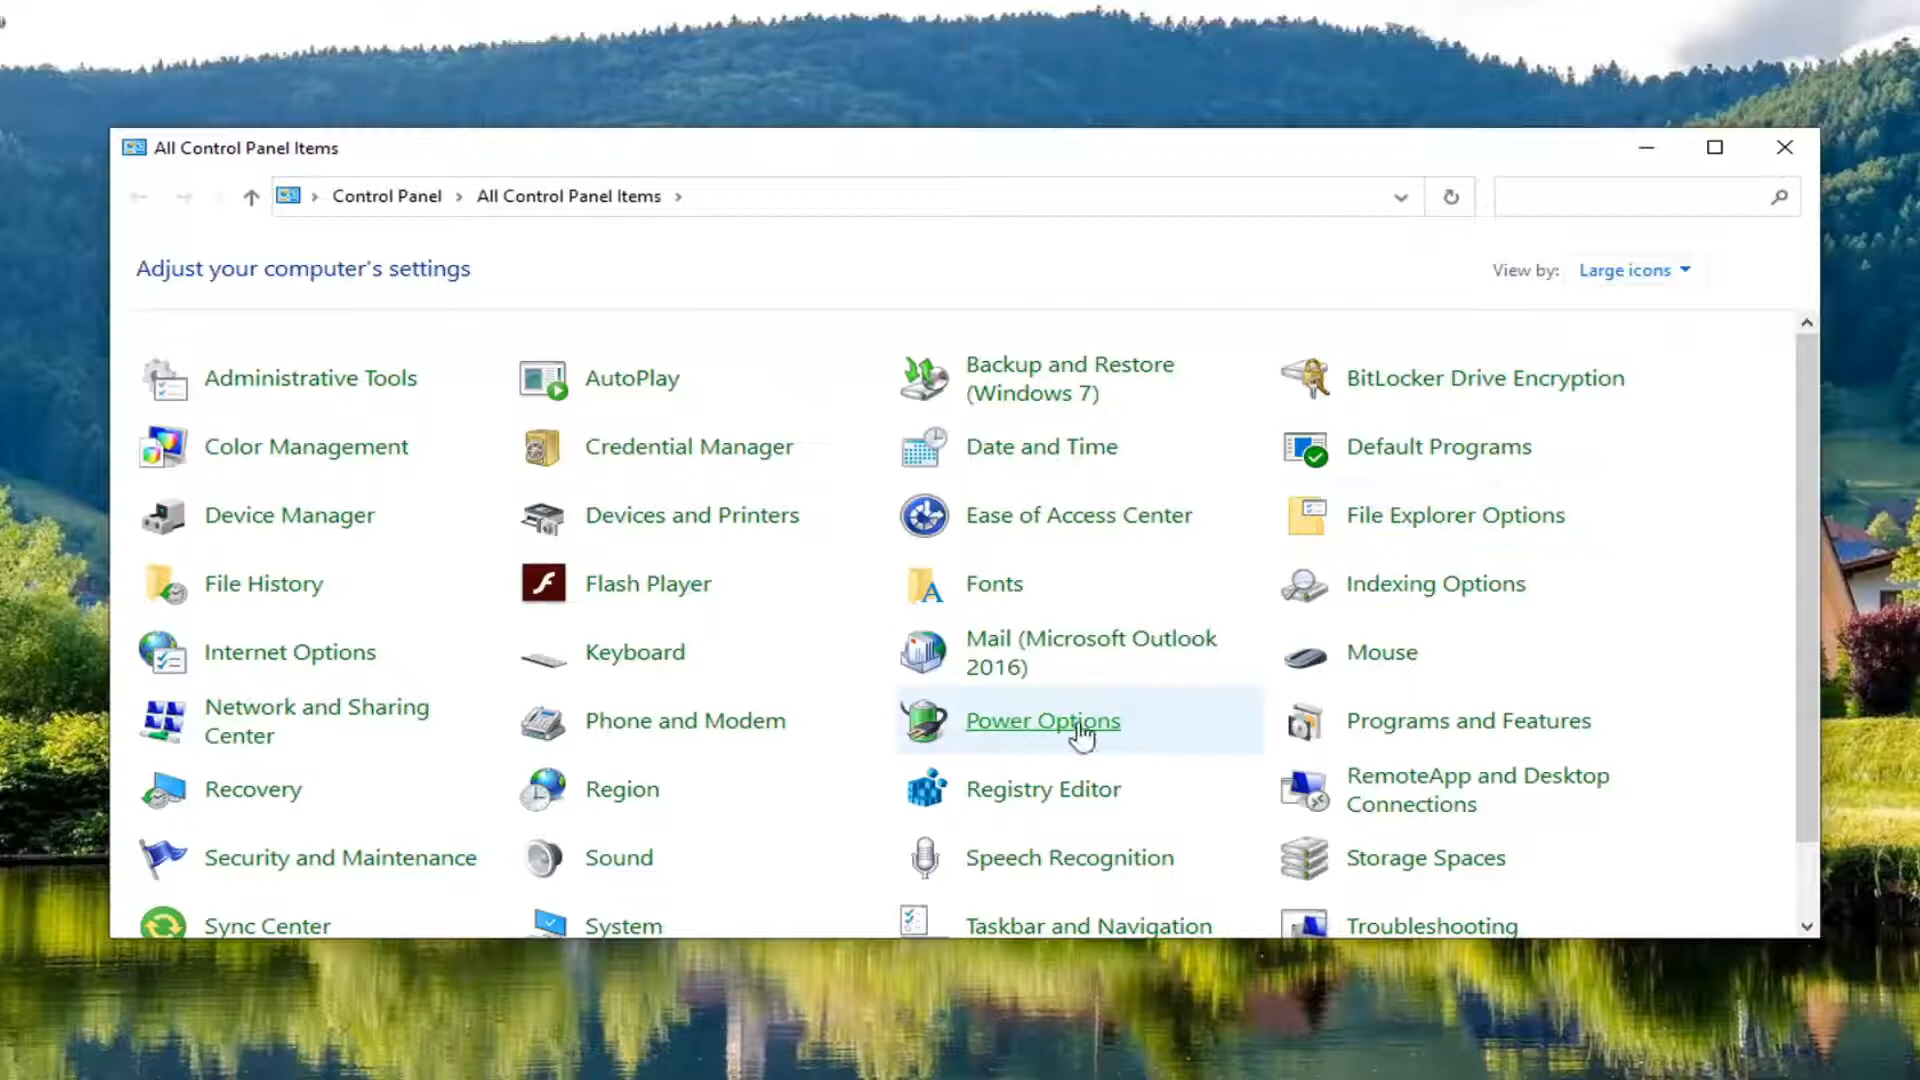 All Control Panel Items
Control Panel
All Control Panel Items
Adjust your computer's settings
View by:
Large icons
Administrative Tools
AutoPlay
Backup and Restore
(Windows 7)
BitLocker Drive Encryption
Color Management
Credential Manager
Date and Time
Default Programs
Device Manager
Devices and Printers
Ease of Access Center
File Explorer Options
File History
Flash Player
Fonts
Indexing Options
Internet Options
Keyboard
Mail (Microsoft Outlook
2016)
Mouse
Network and Sharing
Center
Phone and Modem
Power Options
Programs and Features
Recovery
Region
Registry Editor
RemoteApp and Desktop
Connections
Security and Maintenance
Sound
Speech Recognition
Storage Spaces
Sync Center
System
Taskbar and Navigation
Troubleshooting